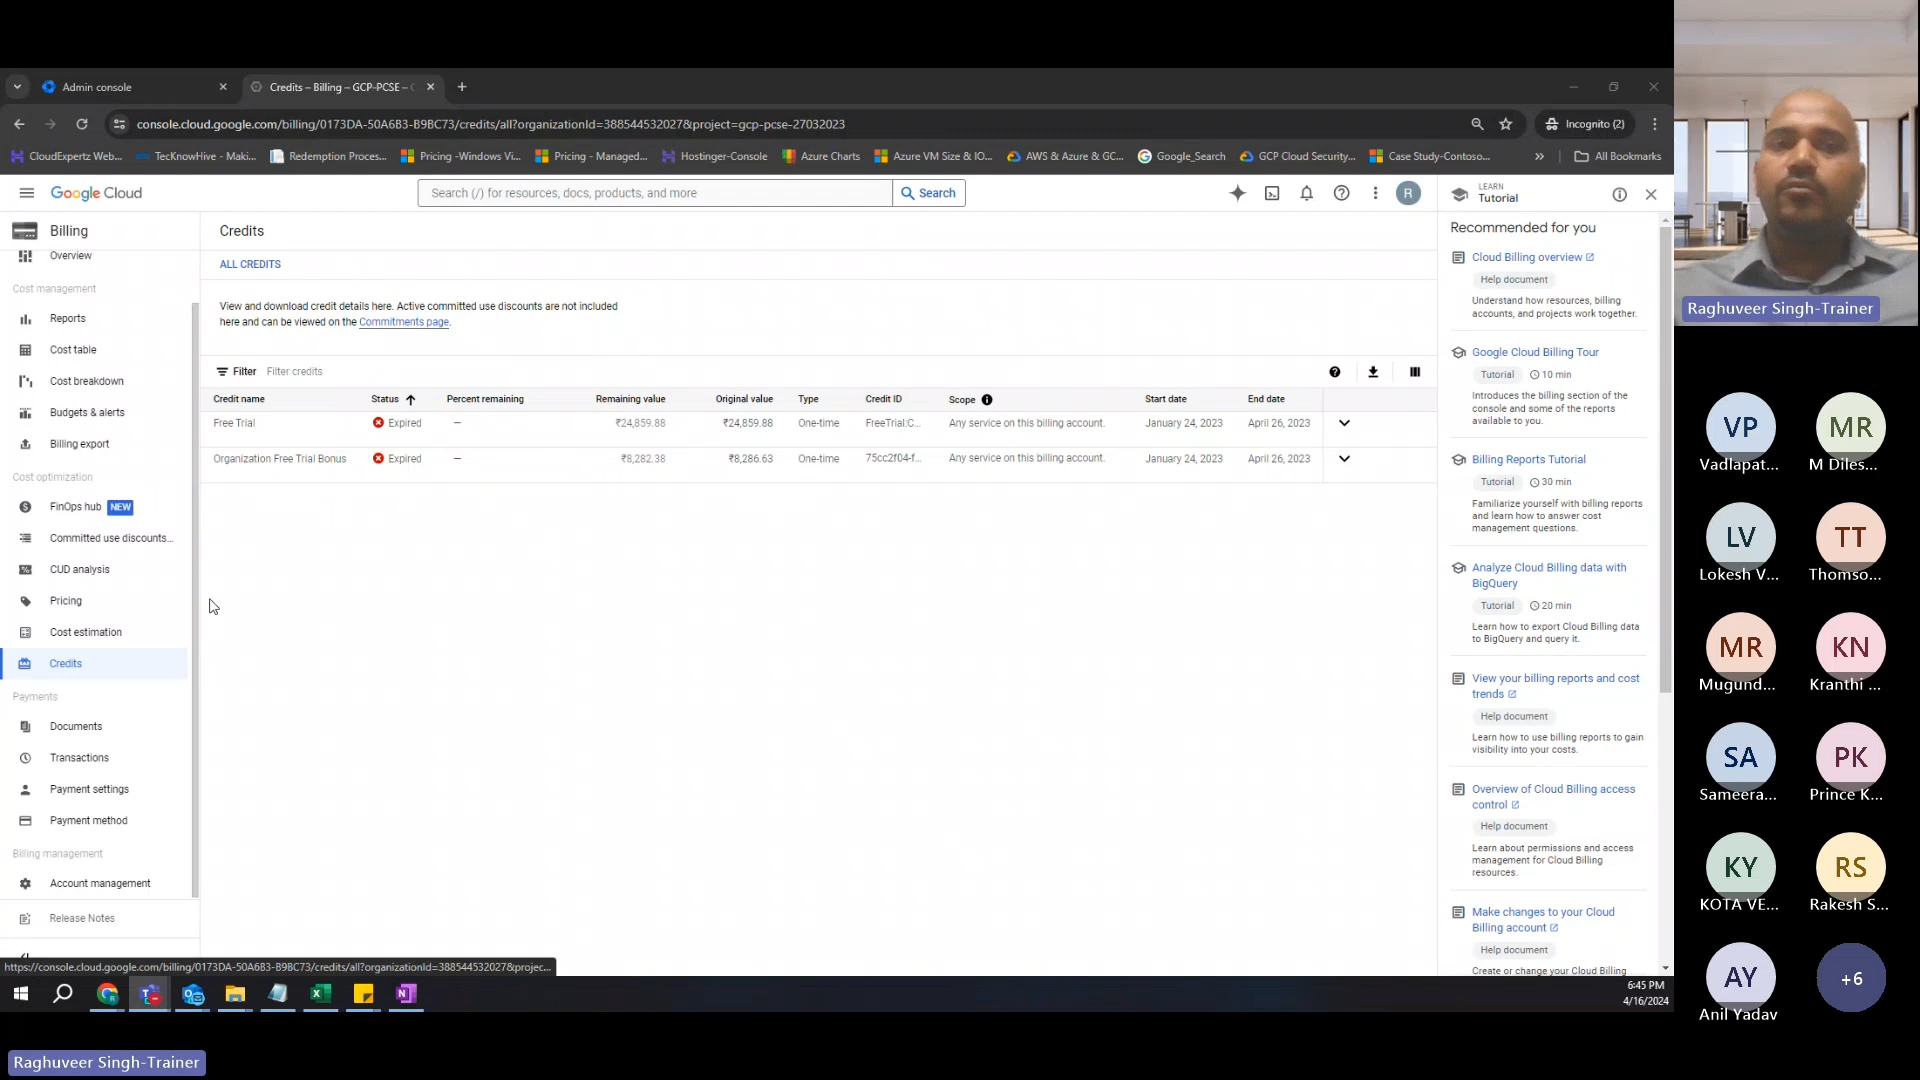 Admin console
Credits – Billing – GCP-PCSE – 
console.cloud.google.com/billing/0173DA-50A6B3-B9BC73/credits/all?organizationId=388544532027&project=gcp-pcse-27032023
Incognito (2)
CloudExpertz Web...
TecKnowHive - Maki...
Redemption Proces...
Pricing -Windows Vi...
Pricing - Managed...
Hostinger-Console
Azure Charts
Azure VM Size & IO...
AWS & Azure & GC...
Google_Search
GCP Cloud Security...
Case Study-Contoso...
All Bookmarks
Google Cloud
Search (/) for resources, docs, products, and more
Search
R
LEARN
Tutorial
Billing
Overview
Cost management
Reports
Cost table
Cost breakdown
Budgets & alerts
Billing export
Cost optimization
FinOps hub NEW
Committed use discounts...
CUD analysis
Pricing
Cost estimation
Credits
Payments
Documents
Transactions
Payment settings
Payment method
Billing management
Account management
Release Notes
Credits
ALL CREDITS
View and download credit details here. Active committed use discounts are not included
here and can be viewed on the Commitments page.
Filter Filter credits
Credit name Status Percent remaining Remaining value Original value Type Credit ID Scope Start date End date
Free Trial Expired – ₹24,859.88 ₹24,859.88 One-time FreeTrial:C... Any service on this billing account. January 24, 2023 April 26, 2023
Organization Free Trial Bonus Expired – ₹8,282.38 ₹8,286.63 One-time 75cc2f04-f... Any service on this billing account. January 24, 2023 April 26, 2023
Recommended for you
Cloud Billing overview
Help document
Understand how resources, billing
accounts, and projects work together.
Google Cloud Billing Tour
Tutorial 10 min
Introduces the billing section of the
console and some of the reports
available to you.
Billing Reports Tutorial
Tutorial 30 min
Familiarize yourself with billing reports
and learn how to answer cost
management questions.
Analyze Cloud Billing data with
BigQuery
Tutorial 20 min
Learn how to export Cloud Billing data
to BigQuery and query it.
View your billing reports and cost
trends
Help document
Learn how to use billing reports to gain
visibility into your costs.
Overview of Cloud Billing access
control
Help document
Learn about permissions and access
management for Cloud Billing
resources.
Make changes to your Cloud
Billing account
Help document
Create or change your Cloud Billing
https://console.cloud.google.com/billing/0173DA-50A6B3-B9BC73/credits/all?organizationId=388544532027&projec...
6:45 PM
4/16/2024
Raghuveer Singh-Trainer
VP
Vadlapat...
MR
M Diles...
LV
Lokesh V...
TT
Thomso...
MR
Mugund...
KN
Kranthi ...
SA
Sameera...
PK
Prince K...
KY
KOTA VE...
RS
Rakesh S...
AY
Anil Yadav
+6
Raghuveer Singh-Trainer